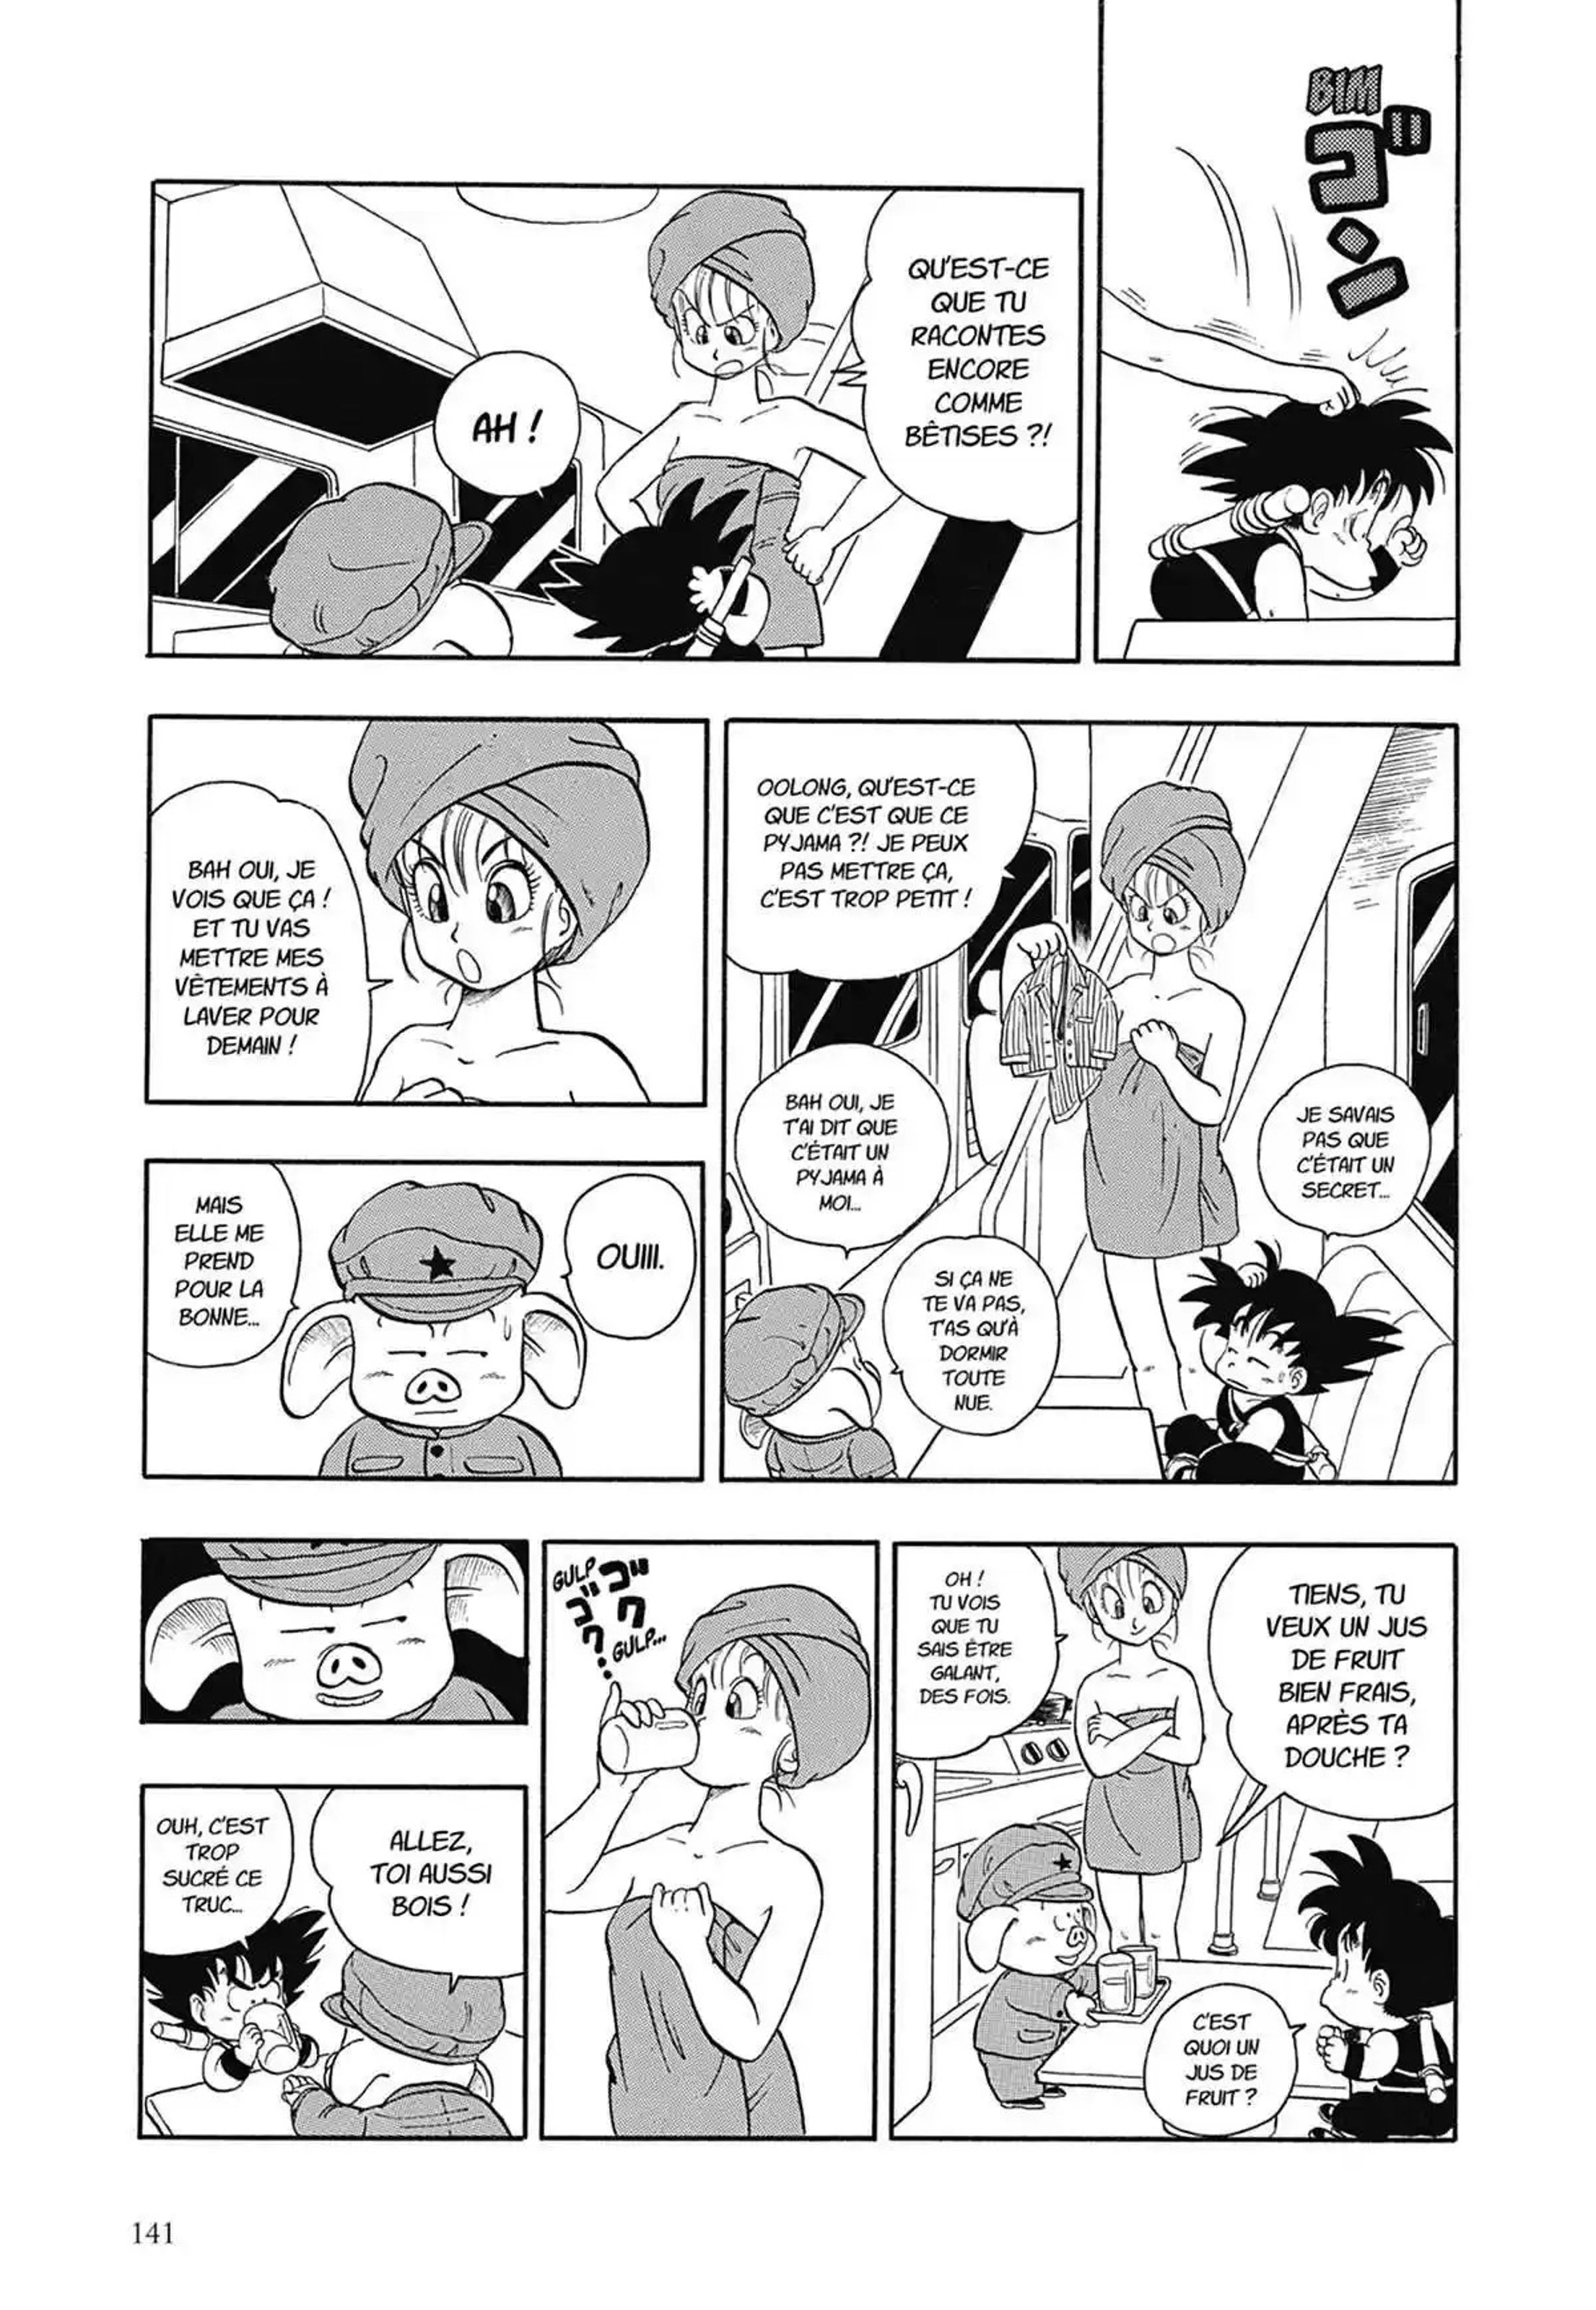 BIM
ゴン
QU'EST-CE
QUE TU
RACONTES
ENCORE
COMME
BÊTISES ?!
AH !
OOLONG, QU'EST-CE
QUE C'EST QUE CE
PYJAMA ?! JE PEUX
PAS METTRE ÇA,
C'EST TROP PETIT !
JE SAVAIS
PAS QUE
C'ÉTAIT UN
SECRET...
BAH OUI, JE
T'AI DIT QUE
C'ÉTAIT UN
PYJAMA À
MOI...
SI ÇA NE
TE VA PAS,
T'AS QU'À
DORMIR
TOUTE
NUE.
BAH OUI, JE
VOIS QUE ÇA !
ET TU VAS
METTRE MES
VÊTEMENTS À
LAVER POUR
DEMAIN !
OUIII.
MAIS
ELLE ME
PREND
POUR LA
BONNE...
TIENS, TU
VEUX UN JUS
DE FRUIT
BIEN FRAIS,
APRÈS TA
DOUCHE ?
OH !
TU VOIS
QUE TU
SAIS ÊTRE
GALANT,
DES FOIS.
C'EST
QUOI UN
JUS DE
FRUIT ?
GULP
ゴク
ゴク
GULP...
ALLEZ,
TOI AUSSI
BOIS !
OUH, C'EST
TROP
SUCRÉ CE
TRUC...
141